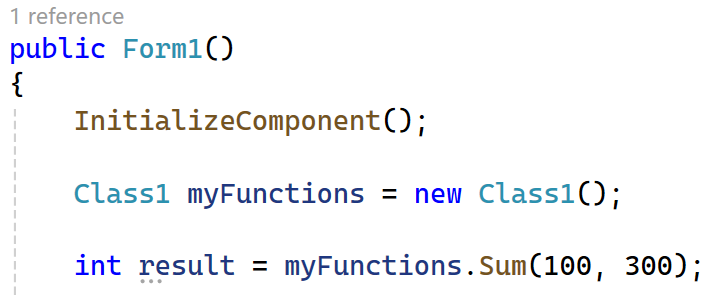 1 reference
public Form1()
{
InitializeComponent();
Class1 myFunctions = new Class1();
int result = myFunctions.Sum(100, 300);